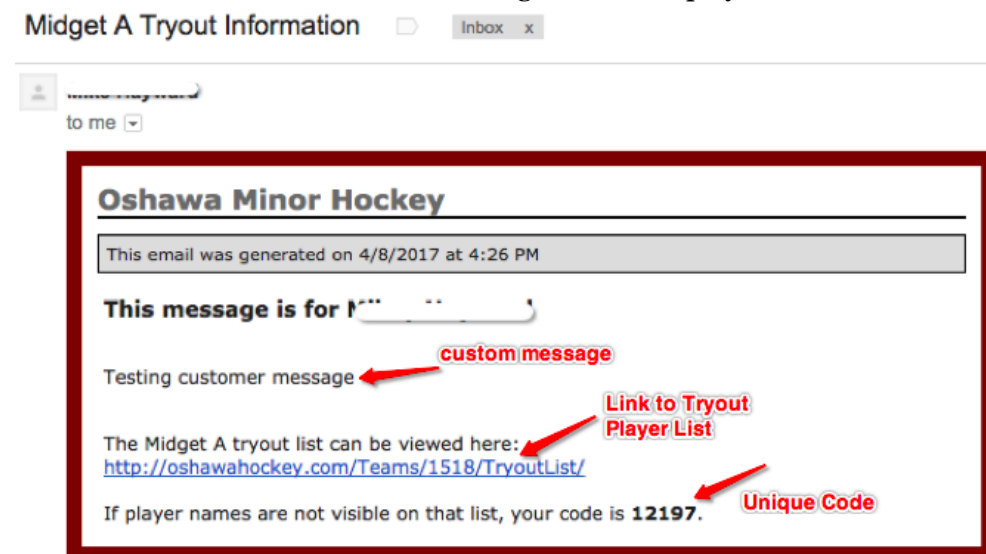 Midget A Tryout Information
Inbox x
to me
Oshawa Minor Hockey
This email was generated on 4/8/2017 at 4:26 PM
This message is for
custom message
Testing customer message
Link to Tryout
Player List
The Midget A tryout list can be viewed here:
http://oshawahockey.com/Teams/1518/TryoutList/
Unique Code
If player names are not visible on that list, your code is 12197.